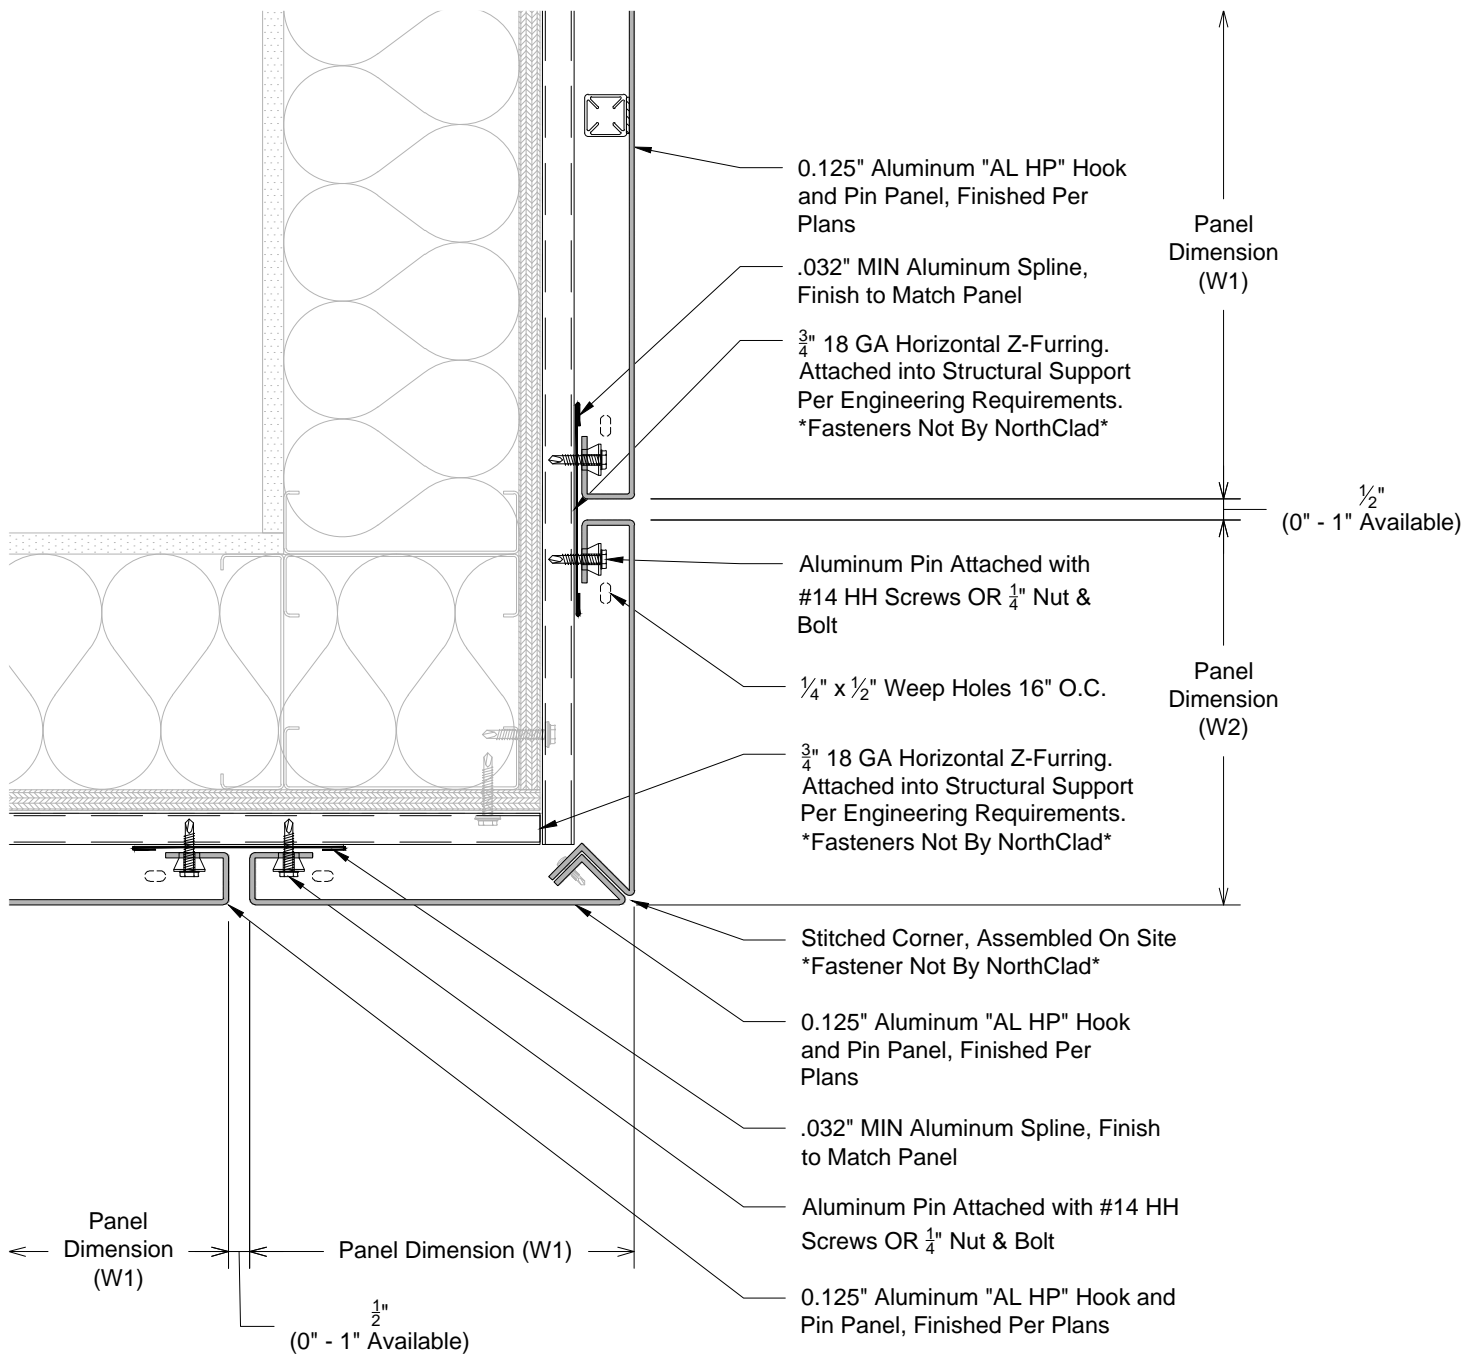 0.125" Aluminum "AL HP" Hook
and Pin Panel, Finished Per
Plans
Panel
Dimension
(W1)
.032" MIN Aluminum Spline,
Finish to Match Panel
3/4" 18 GA Horizontal Z-Furring.
Attached into Structural Support
Per Engineering Requirements.
*Fasteners Not By NorthClad*
1/2"
(0" - 1" Available)
Aluminum Pin Attached with
#14 HH Screws OR 1/4" Nut &
Bolt
1/4" x 1/2" Weep Holes 16" O.C.
Panel
Dimension
(W2)
3/4" 18 GA Horizontal Z-Furring.
Attached into Structural Support
Per Engineering Requirements.
*Fasteners Not By NorthClad*
Stitched Corner, Assembled On Site
*Fastener Not By NorthClad*
0.125" Aluminum "AL HP" Hook
and Pin Panel, Finished Per
Plans
.032" MIN Aluminum Spline, Finish
to Match Panel
Aluminum Pin Attached with #14 HH
Screws OR 1/4" Nut & Bolt
0.125" Aluminum "AL HP" Hook and
Pin Panel, Finished Per Plans
Panel
Dimension
(W1)
Panel Dimension (W1)
1/2"
(0" - 1" Available)